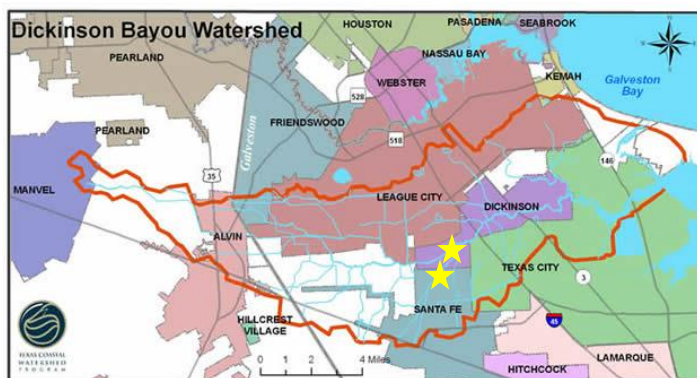 Dickinson Bayou Watershed
HOUSTON
PASADENA
SEABROOK
PEARLAND
NASSAU BAY
WEBSTER
KEMAH
Galveston
Bay
528
FRIENDSWOOD
518
PEARLAND
Galveston
35
146
MANVEL
LEAGUE CITY
DICKINSON
ALVIN
TEXAS CITY
3
SANTA FE
HILLCREST
VILLAGE
45
TEXAS COASTAL
WATERSHED
PROGRAM
0 1 2 4 Miles
LAMARQUE
HITCHCOCK